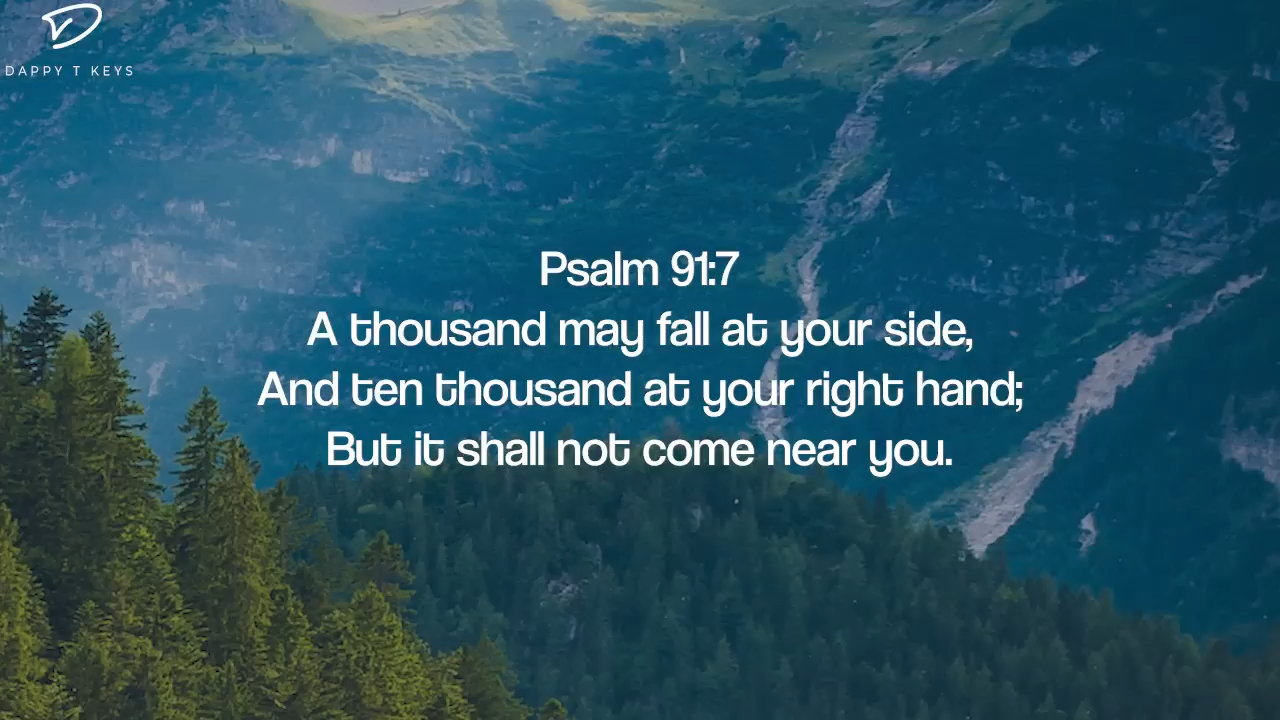 DAPPY T KEYS
Psalm 91:7
A thousand may fall at your side,
And ten thousand at your right hand;
But it shall not come near you.